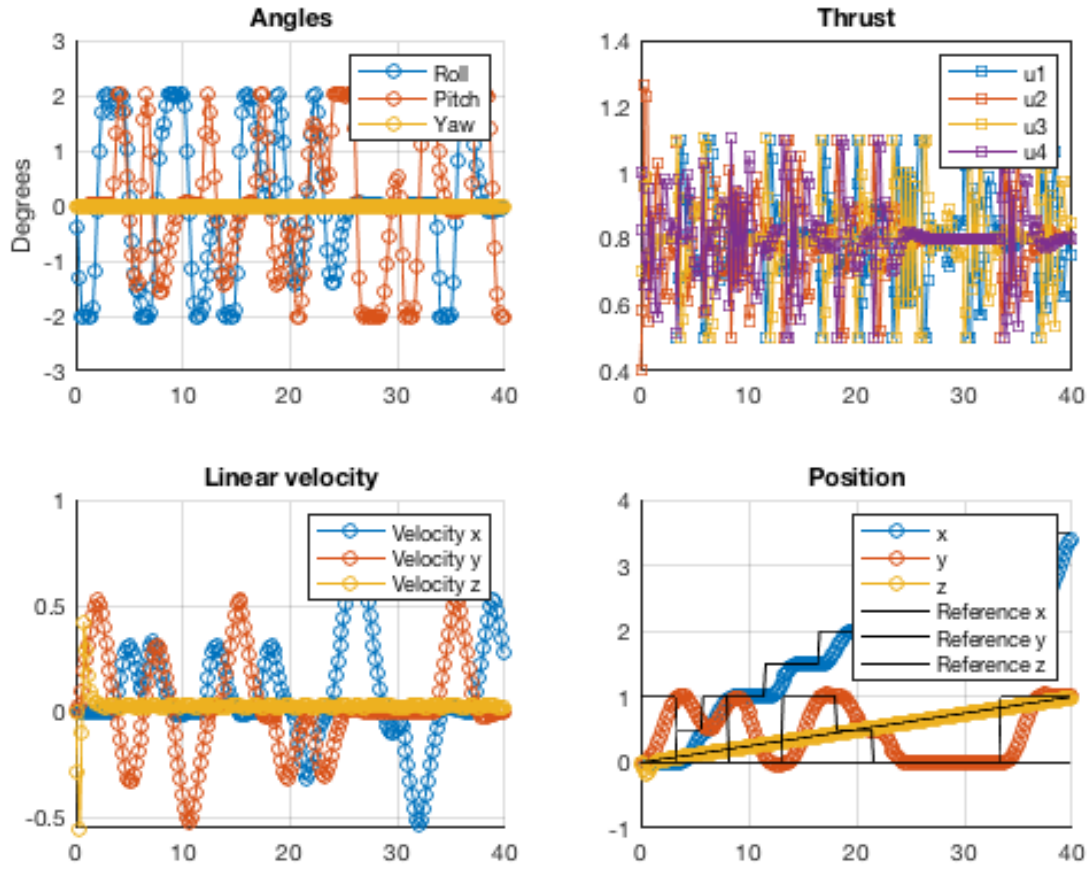 Angles
3
2
1
0
-1
-2
-3
Degrees
0 10 20 30 40
Roll
Pitch
Yaw
Thrust
1.4
1.2
1
0.8
0.6
0.4
0 10 20 30 40
u1
u2
u3
u4
Linear velocity
1
0.5
0
-0.5
0 10 20 30 40
Velocity x
Velocity y
Velocity z
Position
4
3
2
1
0
-1
0 10 20 30 40
x
y
z
Reference x
Reference y
Reference z